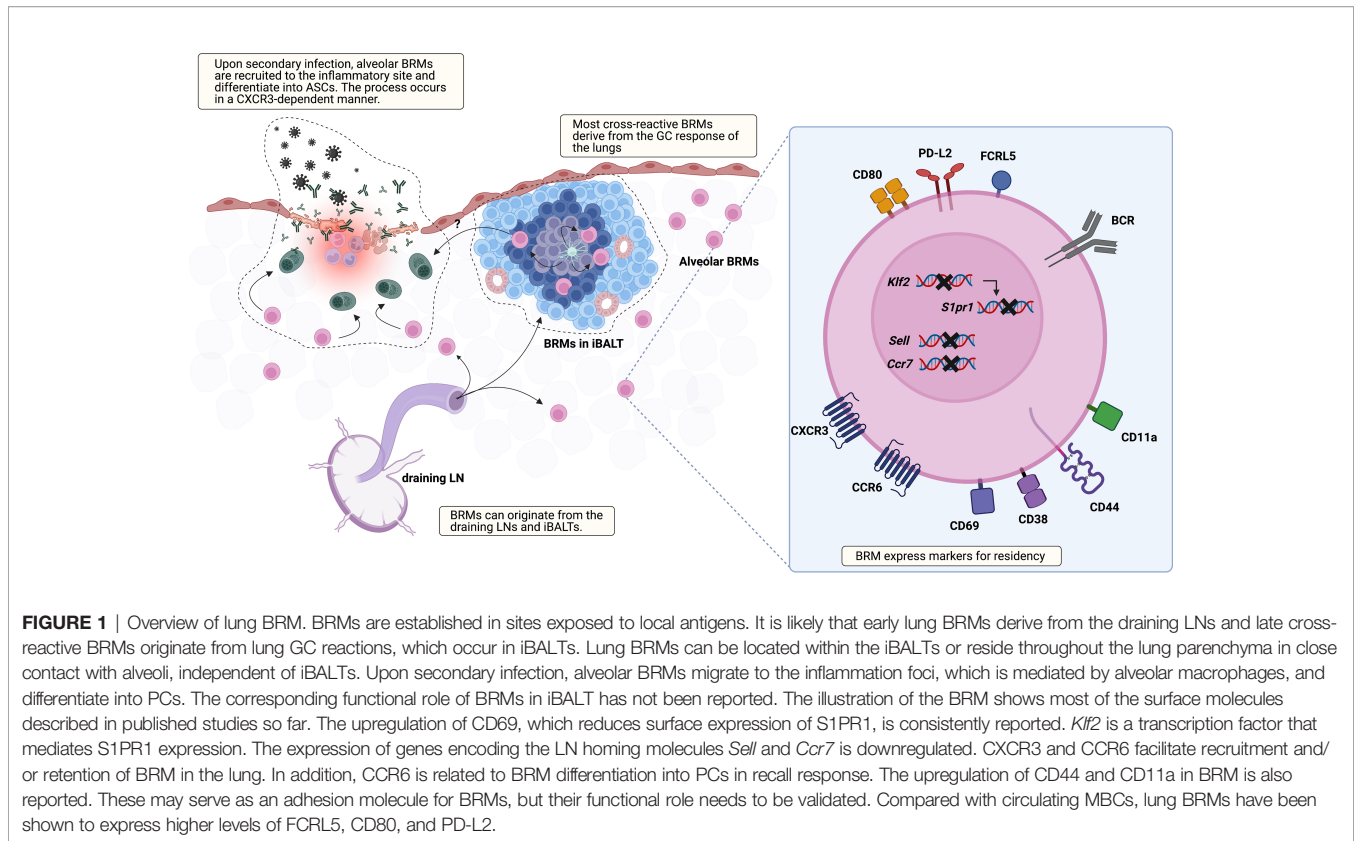 Upon secondary infection, alveolar BRMs
are recruited to the inflammatory site and
differentiate into ASCs. The process occurs
in a CXCR3-dependent manner.
Most cross-reactive BRMs
derive from the GC response of
the lungs
?
Alveolar BRMs
BRMs in iBALT
draining LN
BRMs can originate from the
draining LNs and iBALTs.
CD80
PD-L2
FCRL5
BCR
Klf2
S1pr1
Sell
Ccr7
CXCR3
CCR6
CD69
CD38
CD44
CD11a
BRM express markers for residency
FIGURE 1 | Overview of lung BRM. BRMs are established in sites exposed to local antigens. It is likely that early lung BRMs derive from the draining LNs and late cross-
reactive BRMs originate from lung GC reactions, which occur in iBALTs. Lung BRMs can be located within the iBALTs or reside throughout the lung parenchyma in close
contact with alveoli, independent of iBALTs. Upon secondary infection, alveolar BRMs migrate to the inflammation foci, which is mediated by alveolar macrophages, and
differentiate into PCs. The corresponding functional role of BRMs in iBALT has not been reported. The illustration of the BRM shows most of the surface molecules
described in published studies so far. The upregulation of CD69, which reduces surface expression of S1PR1, is consistently reported. Klf2 is a transcription factor that
mediates S1PR1 expression. The expression of genes encoding the LN homing molecules Sell and Ccr7 is downregulated. CXCR3 and CCR6 facilitate recruitment and/
or retention of BRM in the lung. In addition, CCR6 is related to BRM differentiation into PCs in recall response. The upregulation of CD44 and CD11a in BRM is also
reported. These may serve as an adhesion molecule for BRMs, but their functional role needs to be validated. Compared with circulating MBCs, lung BRMs have been
shown to express higher levels of FCRL5, CD80, and PD-L2.